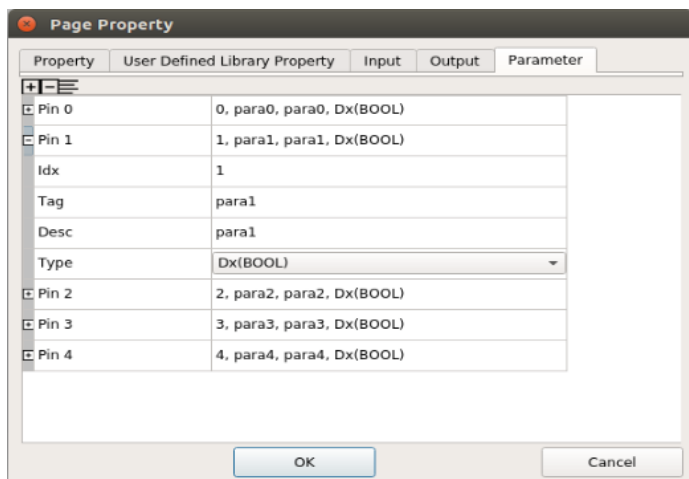 Page Property
Property User Defined Library Property Input Output Parameter
Pin 0 0, para0, para0, Dx(BOOL)
Pin 1 1, para1, para1, Dx(BOOL)
Idx 1
Tag para1
Desc para1
Type Dx(BOOL)
Pin 2 2, para2, para2, Dx(BOOL)
Pin 3 3, para3, para3, Dx(BOOL)
Pin 4 4, para4, para4, Dx(BOOL)
OK Cancel